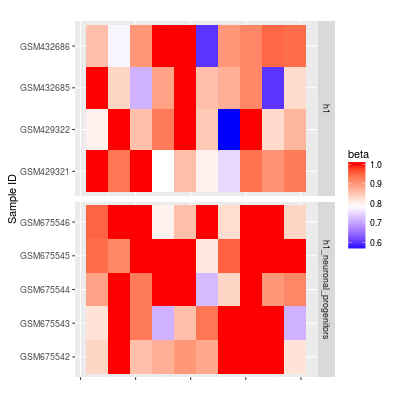 Sample ID
GSM432686
GSM432685
GSM429322
GSM429321
h1
GSM675546
GSM675545
GSM675544
GSM675543
GSM675542
h1_neuronal_progenitors
beta
1.0
0.9
0.8
0.7
0.6